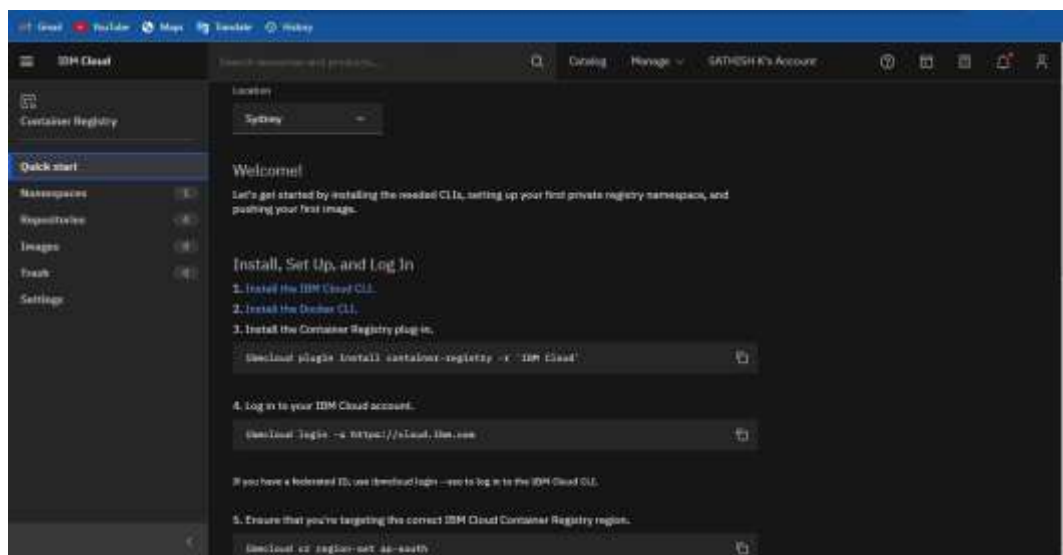 Gmail YouTube Maps Translate History
IBM Cloud
Search resources and products...
Catalog Manage GATHISH K's Account
Container Registry
Location
Sydney
Quick start
Namespaces 1
Repositories
Images
Trash
Settings
Welcome!
Let's get started by installing the needed CLIs, setting up your first private registry namespace, and
pushing your first image.
Install, Set Up, and Log In
1. Install the IBM Cloud CLI.
2. Install the Docker CLI.
3. Install the Container Registry plug-in.
ibmcloud plugin install container-registry -r 'IBM Cloud'
4. Log in to your IBM Cloud account.
ibmcloud login -a https://cloud.ibm.com
If you have a federated ID, use ibmcloud login --sso to log in to the IBM Cloud CLI.
5. Ensure that you're targeting the correct IBM Cloud Container Registry region.
ibmcloud cr region-set ap-south